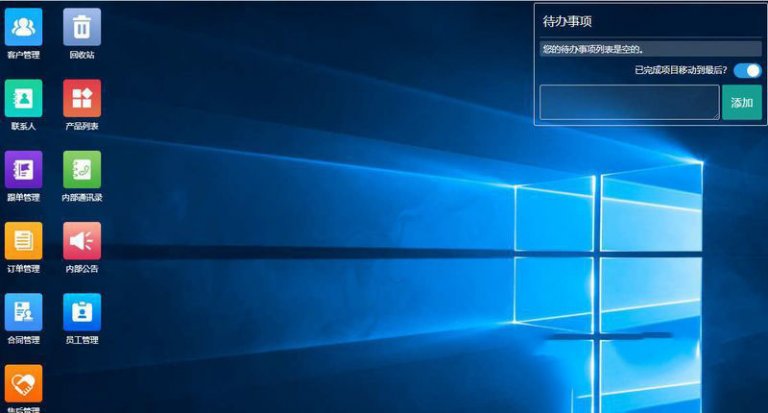 客户管理
回收站
联系人
产品列表
跟单管理
内部通讯录
订单管理
内部公告
合同管理
员工管理
售后管理
待办事项
您的待办事项列表是空的。
已完成项目移动到最后?
添加